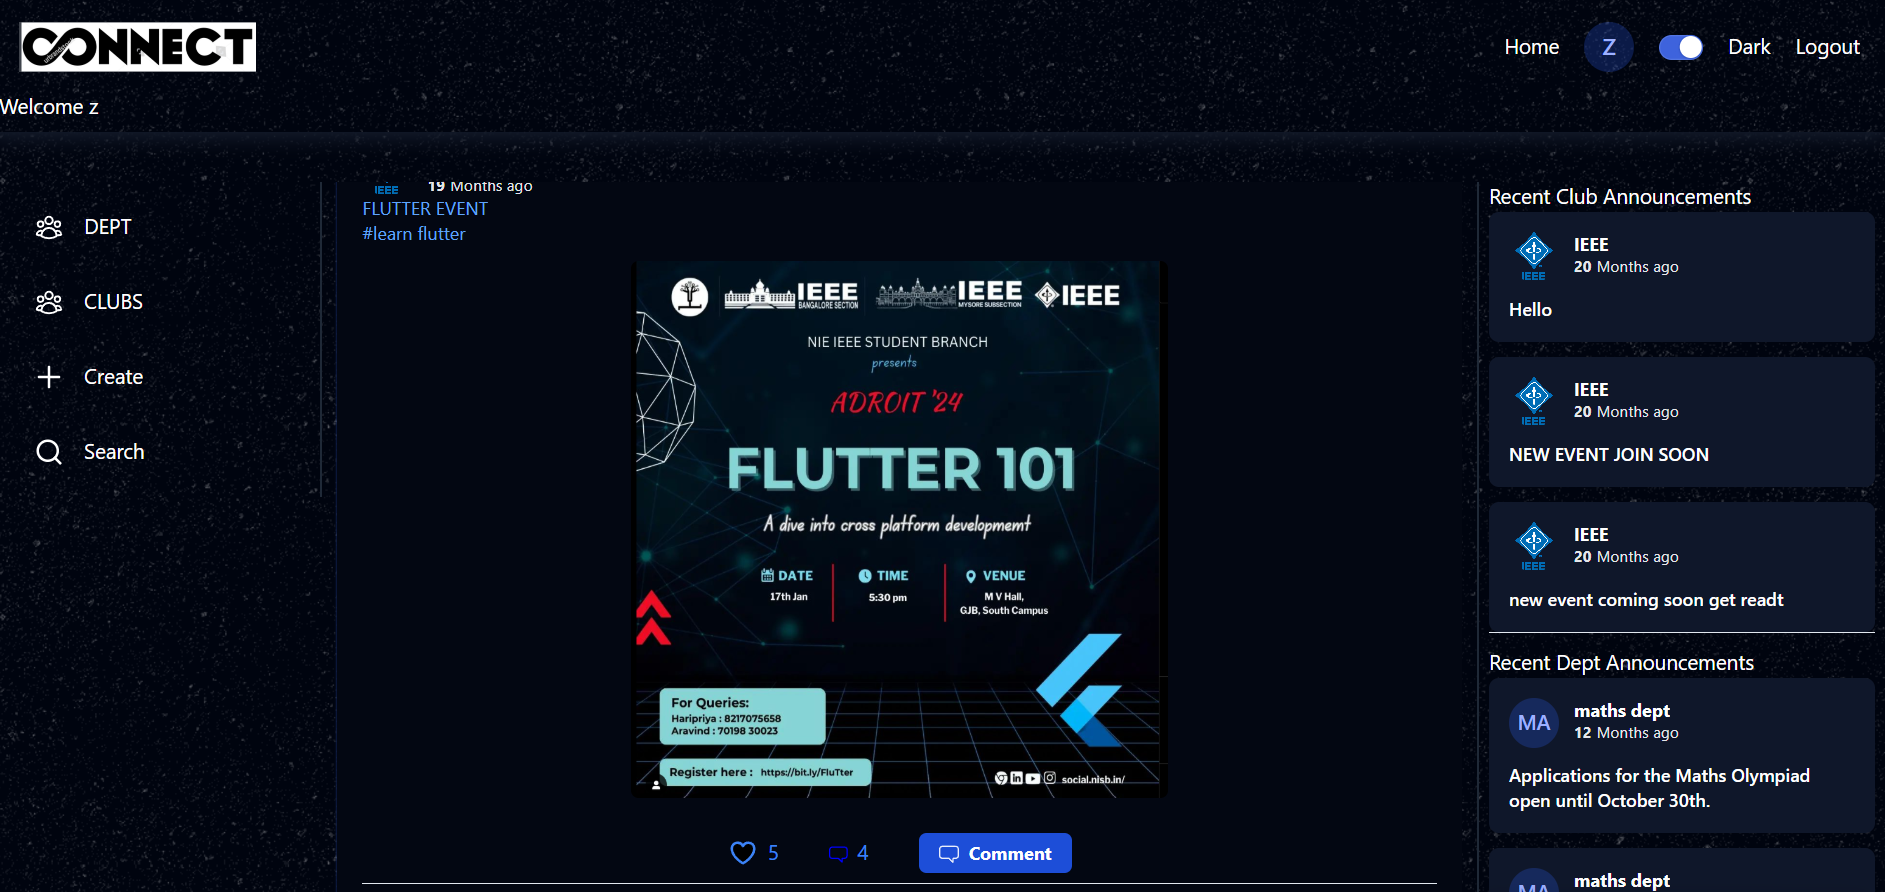 CONNECT
Home
Z
Dark
Logout
Welcome z
DEPT
CLUBS
Create
Search
IEEE
19 Months ago
FLUTTER EVENT
#learn flutter
IEEE
BANGALORE SECTION
IEEE
MYSORE SUBSECTION
IEEE
NIE IEEE STUDENT BRANCH
presents
ADROIT '24
FLUTTER 101
A dive into cross platform developmemt
DATE
17th Jan
TIME
5:30 pm
VENUE
M V Hall,
GJB, South Campus
For Queries:
Haripriya : 8217075658
Aravind : 70198 30023
Register here : https://bit.ly/FluTter
social.nisb.in/
5
4
Comment
Recent Club Announcements
IEEE
IEEE
20 Months ago
Hello
IEEE
IEEE
20 Months ago
NEW EVENT JOIN SOON
IEEE
IEEE
20 Months ago
new event coming soon get readt
Recent Dept Announcements
MA
maths dept
12 Months ago
Applications for the Maths Olympiad
open until October 30th.
MA
maths dept